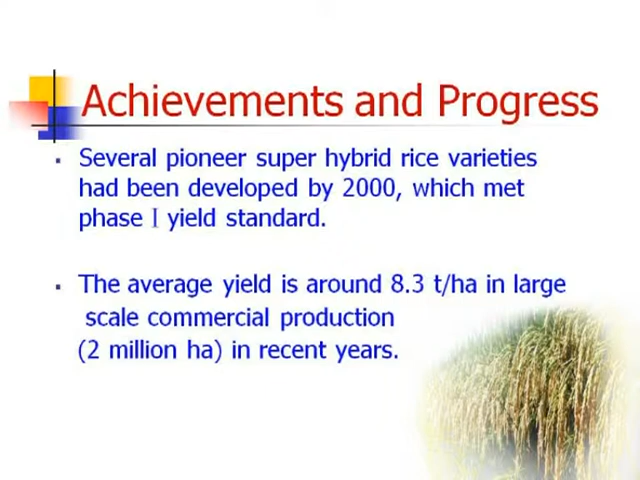 Achievements and Progress
Several pioneer super hybrid rice varieties
had been developed by 2000, which met
phase I yield standard.
The average yield is around 8.3 t/ha in large
scale commercial production
(2 million ha) in recent years.